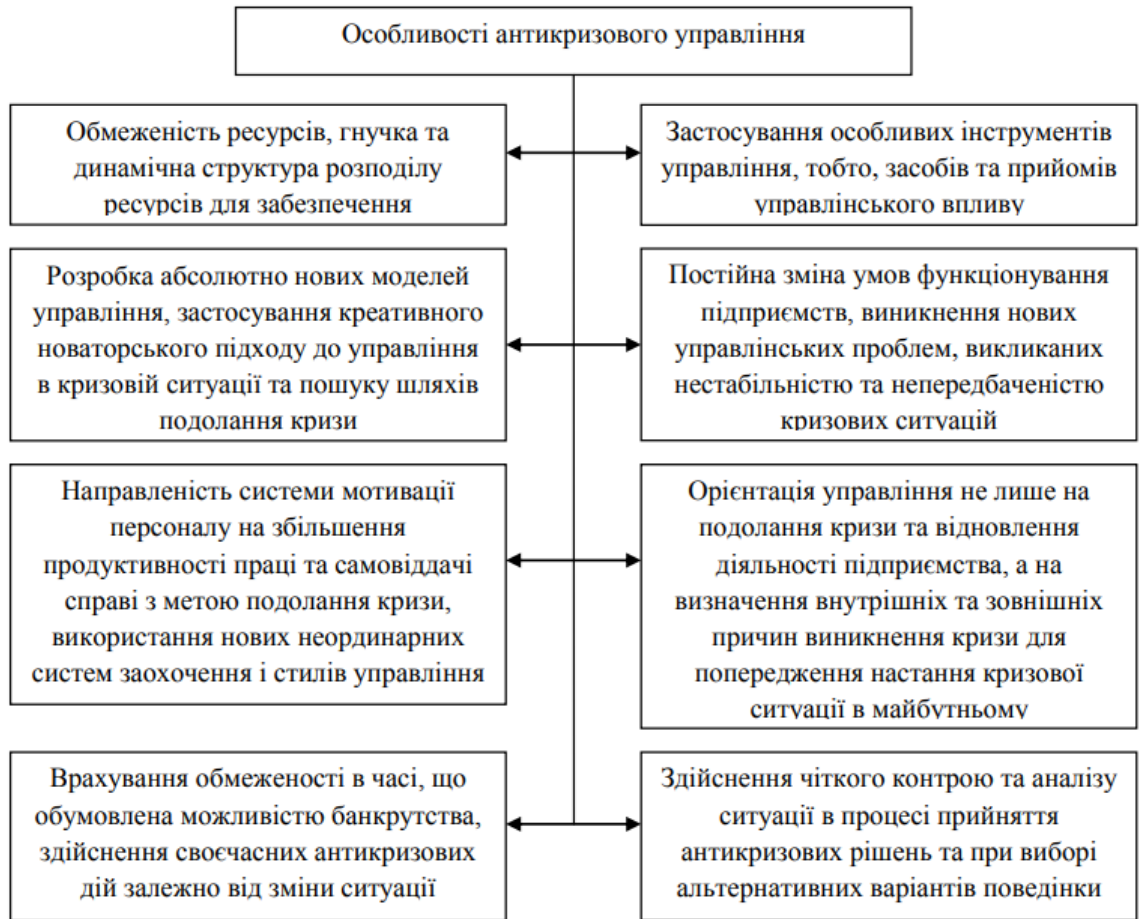 Особливості антикризового управління
Обмеженість ресурсів, гнучка та
динамічна структура розподілу
ресурсів для забезпечення
Застосування особливих інструментів
управління, тобто, засобів та прийомів
управлінського впливу
Розробка абсолютно нових моделей
управління, застосування креативного
новаторського підходу до управління
в кризовій ситуації та пошуку шляхів
подолання кризи
Постійна зміна умов функціонування
підприємств, виникнення нових
управлінських проблем, викликаних
нестабільністю та непередбаченістю
кризових ситуацій
Направленість системи мотивації
персоналу на збільшення
продуктивності праці та самовіддачі
справі з метою подолання кризи,
використання нових неординарних
систем заохочення і стилів управління
Орієнтація управління не лише на
подолання кризи та відновлення
діяльності підприємства, а на
визначення внутрішніх та зовнішніх
причин виникнення кризи для
попередження настання кризової
ситуації в майбутньому
Врахування обмеженості в часі, що
обумовлена можливістю банкрутства,
здійснення своєчасних антикризових
дій залежно від зміни ситуації
Здійснення чіткого контрою та аналізу
ситуації в процесі прийняття
антикризових рішень та при виборі
альтернативних варіантів поведінки